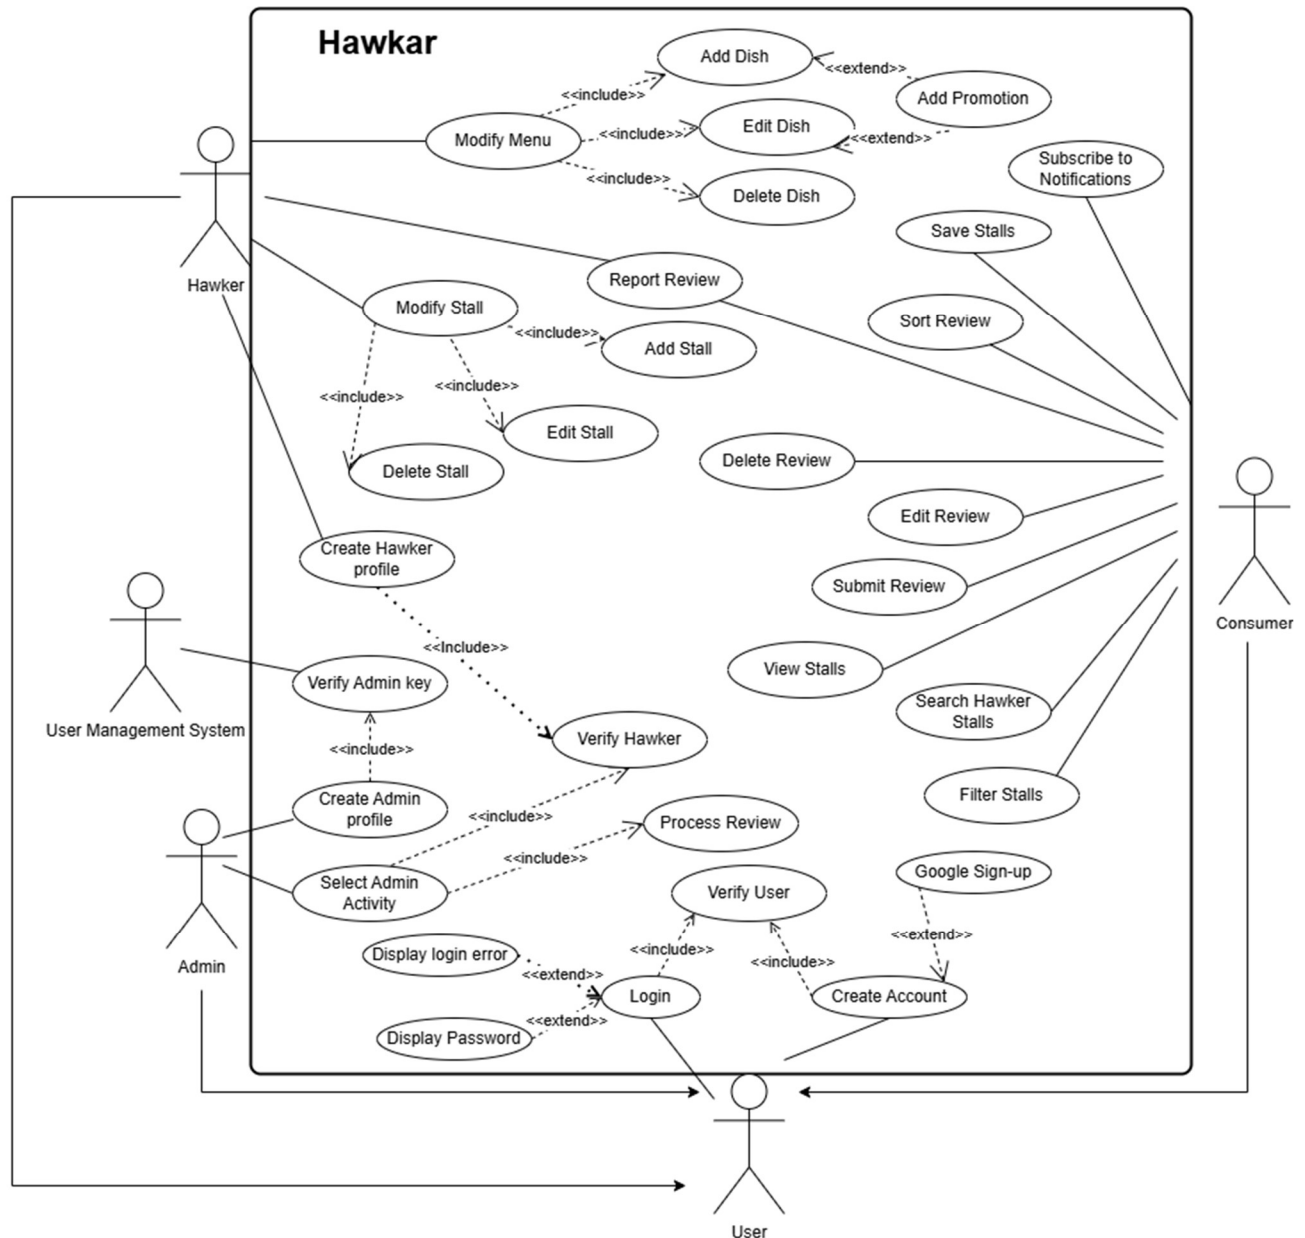 Hawkar
Add Dish
<<extend>>
Add Promotion
<<include>>
Modify Menu
<<include>>
Edit Dish
<<extend>>
<<include>>
Delete Dish
Subscribe to
Notifications
Save Stalls
Hawker
Report Review
Modify Stall
<<include>>
Add Stall
Sort Review
<<include>>
<<include>>
Edit Stall
Delete Stall
Delete Review
Edit Review
Create Hawker
profile
Submit Review
Consumer
<<Include>>
View Stalls
Verify Admin key
User Management System
Search Hawker
Stalls
Verify Hawker
<<include>>
Create Admin
profile
Filter Stalls
<<include>>
Process Review
<<include>>
Select Admin
Activity
Admin
Verify User
Google Sign-up
<<extend>>
Display login error
<<extend>>
<<include>>
<<include>>
Login
Create Account
<<extend>>
Display Password
User